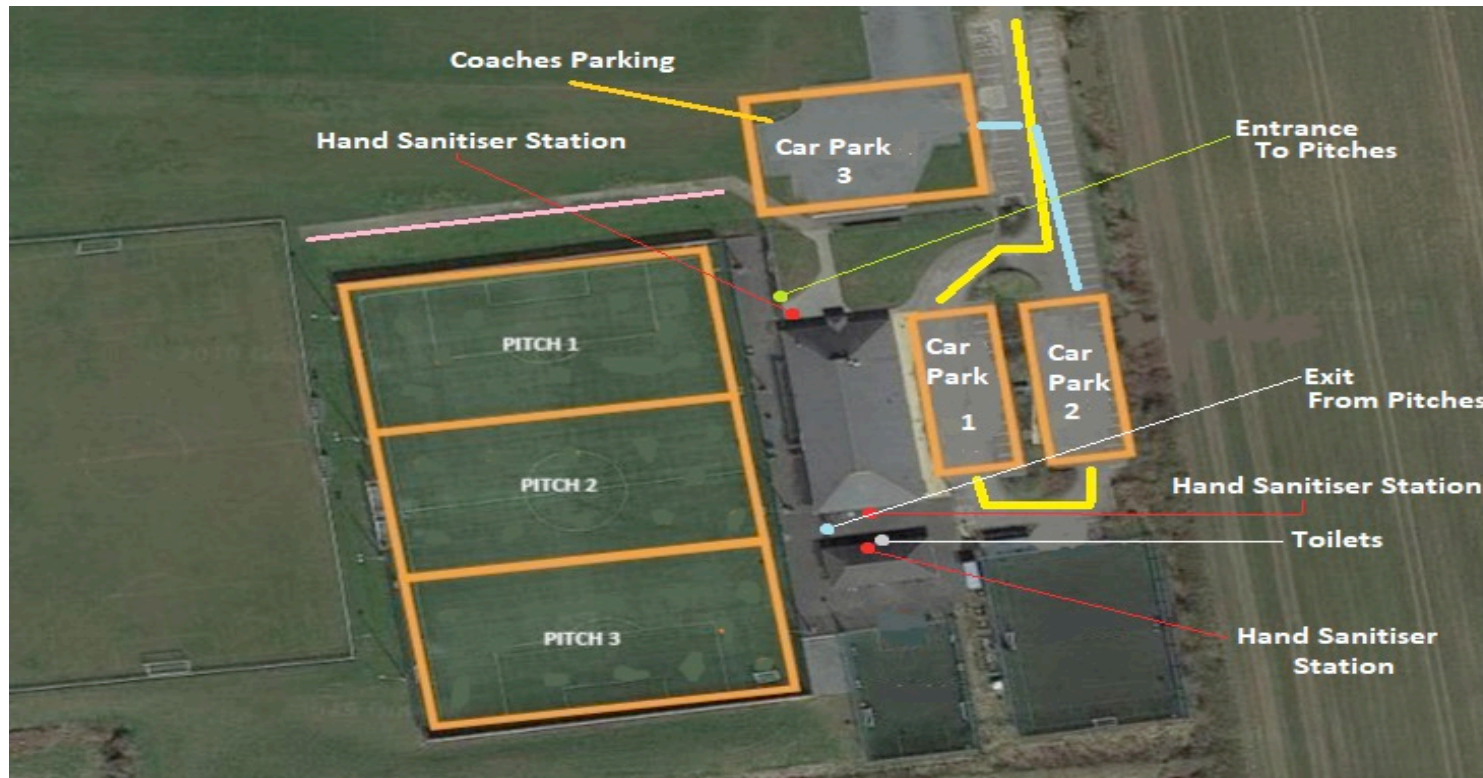 Coaches Parking
Hand Sanitiser Station
Car Park
3
Entrance
To Pitches
PITCH 1
Car
Park
1
Car
Park
2
Exit
From Pitches
PITCH 2
Hand Sanitiser Station
Toilets
PITCH 3
Hand Sanitiser
Station